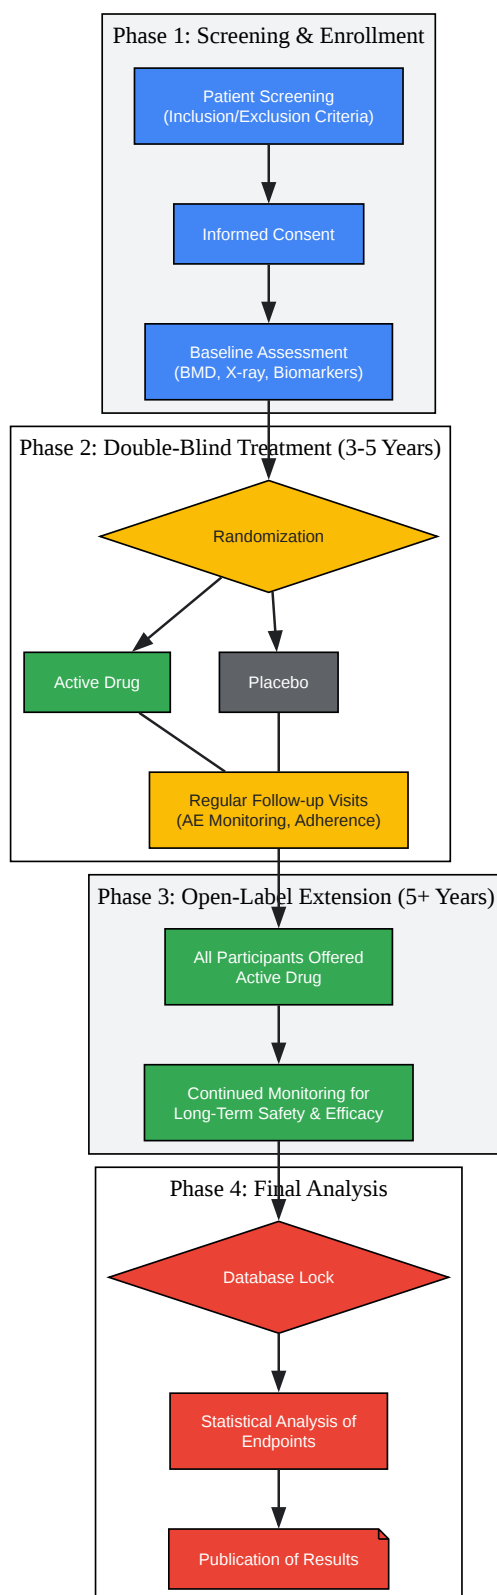 Phase 1: Screening & Enrollment
Patient Screening
(Inclusion/Exclusion Criteria)
Informed Consent
Baseline Assessment
(BMD, X-ray, Biomarkers)
Phase 2: Double-Blind Treatment (3-5 Years)
Randomization
Active Drug
Placebo
Regular Follow-up Visits
(AE Monitoring, Adherence)
Phase 3: Open-Label Extension (5+ Years)
All Participants Offered
Active Drug
Continued Monitoring for
Long-Term Safety & Efficacy
Phase 4: Final Analysis
Database Lock
Statistical Analysis of
Endpoints
Publication of Results